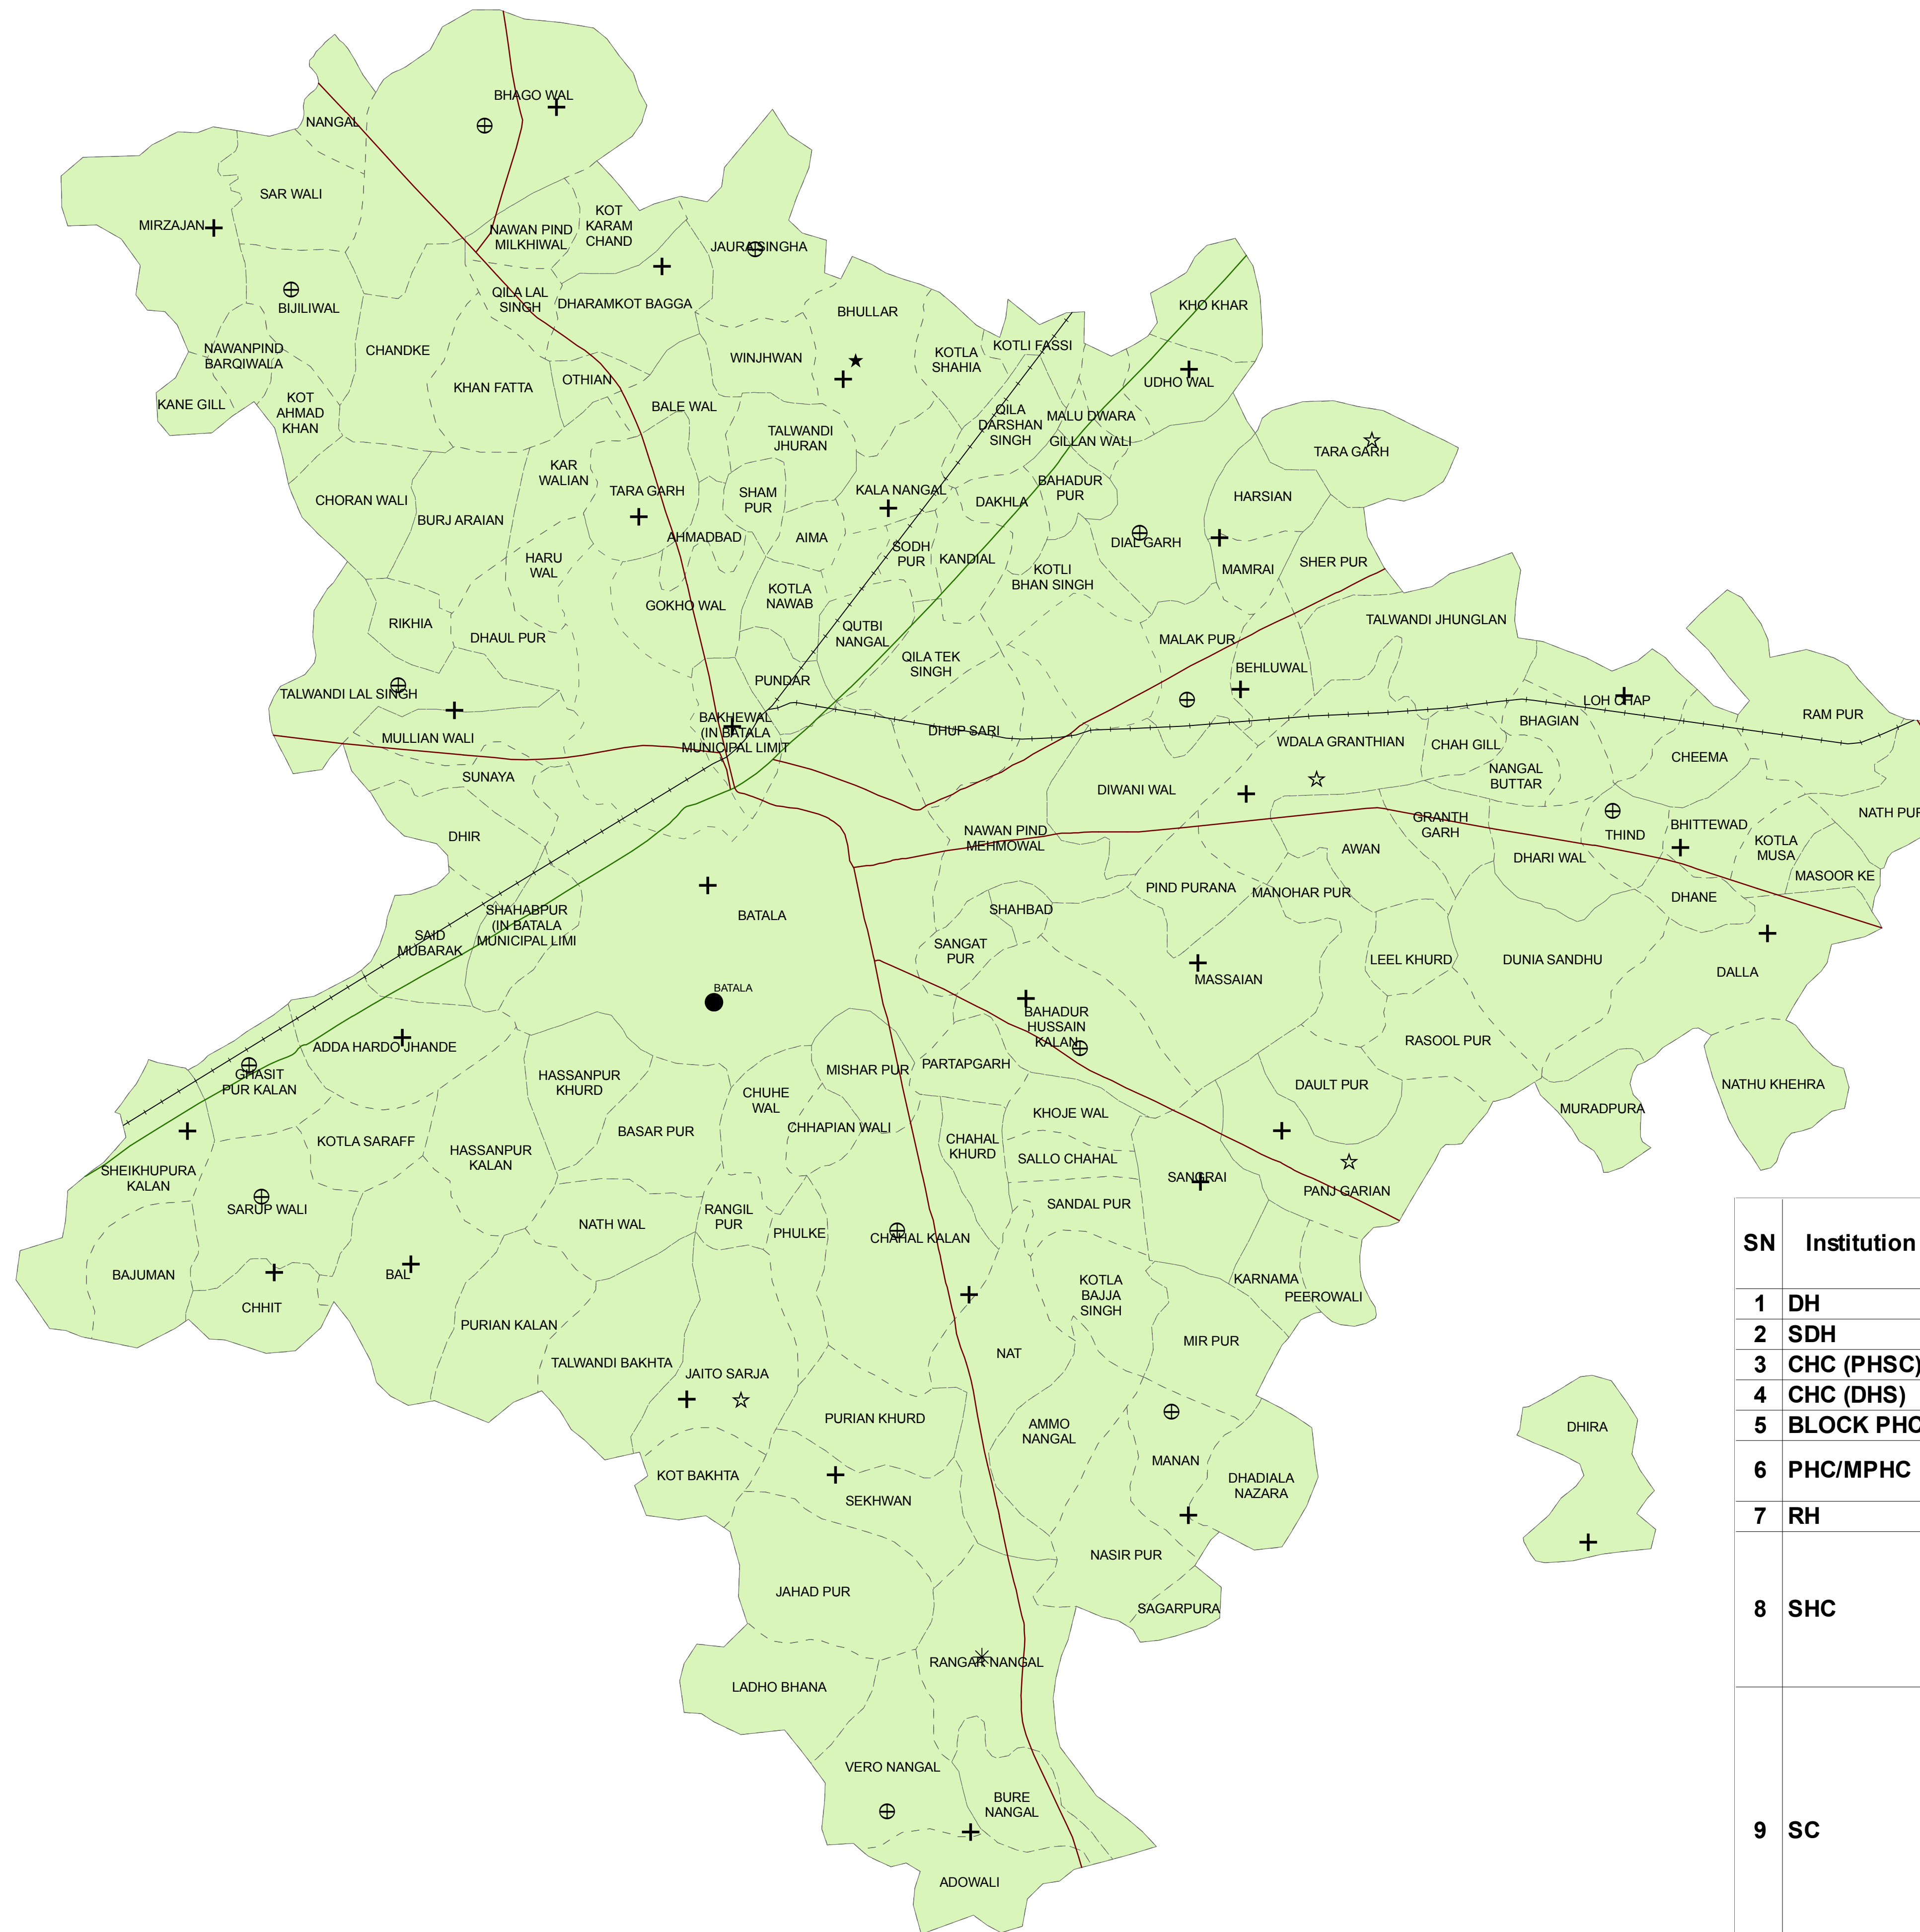 BHAGO WAL
NANGAL
SAR WALI
MIRZAJAN
NAWAN PIND
MILKHIWAL
KOT
KARAM
CHAND
JAURA SINGHA
BIJILIWAL
QILA LAL
SINGH
DHARAMKOT BAGGA
BHULLAR
KHO KHAR
NAWANPIND
BARQIWALA
CHANDKE
WINJHWAN
KOTLA
SHAHIA
KOTLI FASSI
KHAN FATTA
OTHIAN
UDHO WAL
KANE GILL
KOT
AHMAD
KHAN
BALE WAL
TALWANDI
JHURAN
QILA
DARSHAN
SINGH
MALU DWARA
GILLAN WALI
TARA GARH
CHORAN WALI
BURJ ARAIAN
KAR
WALIAN
TARA GARH
SHAM
PUR
KALA NANGAL
DAKHLA
BAHADUR
PUR
HARSIAN
AHMADBAD
AIMA
SODH
PUR
KANDIAL
DIAL GARH
HARU
WAL
KOTLI
BHAN SINGH
MAMRAI
SHER PUR
RIKHIA
DHAUL PUR
GOKHO WAL
KOTLA
NAWAB
QUTBI
NANGAL
MALAK PUR
TALWANDI JHUNGLAN
QILA TEK
SINGH
BEHLUWAL
TALWANDI LAL SINGH
PUNDAR
LOH CHAP
RAM PUR
MULLIAN WALI
BAKHEWAL
(IN BATALA
MUNICIPAL LIMIT
DHUP SARI
WDALA GRANTHIAN
CHAH GILL
BHAGIAN
CHEEMA
SUNAYA
DIWANI WAL
NANGAL
BUTTAR
NATH PUR
DHIR
NAWAN PIND
MEHMOWAL
GRANTH
GARH
THIND
BHITTEWAD
KOTLA
MUSA
AWAN
DHARI WAL
MASOOR KE
PIND PURANA
MANOHAR PUR
DHANE
SHAHABPUR
(IN BATALA
MUNICIPAL LIMI
BATALA
SHAHBAD
SAID
MUBARAK
SANGAT
PUR
LEEL KHURD
DUNIA SANDHU
DALLA
MASSAIAN
BATALA
BAHADUR
HUSSAIN
KALAN
ADDA HARDO JHANDE
RASOOL PUR
GHASIT
PUR KALAN
HASSANPUR
KHURD
MISHAR PUR
PARTAPGARH
DAULT PUR
NATHU KHEHRA
CHUHE
WAL
KHOJE WAL
MURADPURA
KOTLA SARAFF
BASAR PUR
CHHAPIAN WALI
HASSANPUR
KALAN
CHAHAL
KHURD
SALLO CHAHAL
SHEIKHUPURA
KALAN
SANGRAI
PANJ GARIAN
SARUP WALI
NATH WAL
RANGIL
PUR
PHULKE
CHAHAL KALAN
SANDAL PUR
BAJUMAN
BAL
KOTLA
BAJJA
SINGH
KARNAMA
PEEROWALI
CHHIT
PURIAN KALAN
NAT
MIR PUR
TALWANDI BAKHTA
JAITO SARJA
PURIAN KHURD
AMMO
NANGAL
DHIRA
KOT BAKHTA
MANAN
DHADIALA
NAZARA
SEKHWAN
NASIR PUR
JAHAD PUR
SAGARPURA
RANGAR NANGAL
LADHO BHANA
VERO NANGAL
BURE
NANGAL
ADOWALI
SN Institution
1 DH
2 SDH
3 CHC (PHSC)
4 CHC (DHS)
5 BLOCK PHC
6 PHC/MPHC
7 RH
8 SHC
9 SC